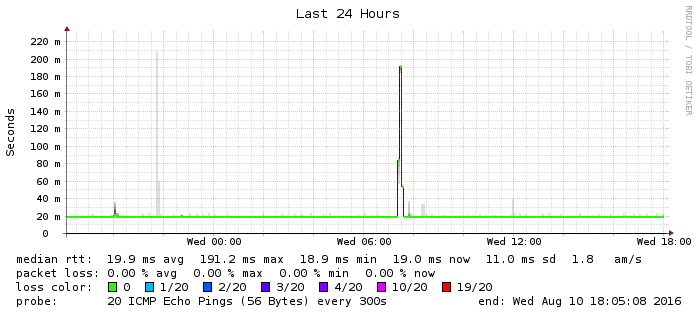 Last 24 Hours
RRDTOOL / TOBI OETIKER
Seconds
220 m
200 m
180 m
160 m
140 m
120 m
100 m
80 m
60 m
40 m
20 m
0
Wed 00:00 Wed 06:00 Wed 12:00 Wed 18:00
median rtt: 19.9 ms avg 191.2 ms max 18.9 ms min 19.0 ms now 11.0 ms sd 1.8 am/s
packet loss: 0.00 % avg 0.00 % max 0.00 % min 0.00 % now
loss color: 0 1/20 2/20 3/20 4/20 10/20 19/20
probe: 20 ICMP Echo Pings (56 Bytes) every 300s end: Wed Aug 10 18:05:08 2016